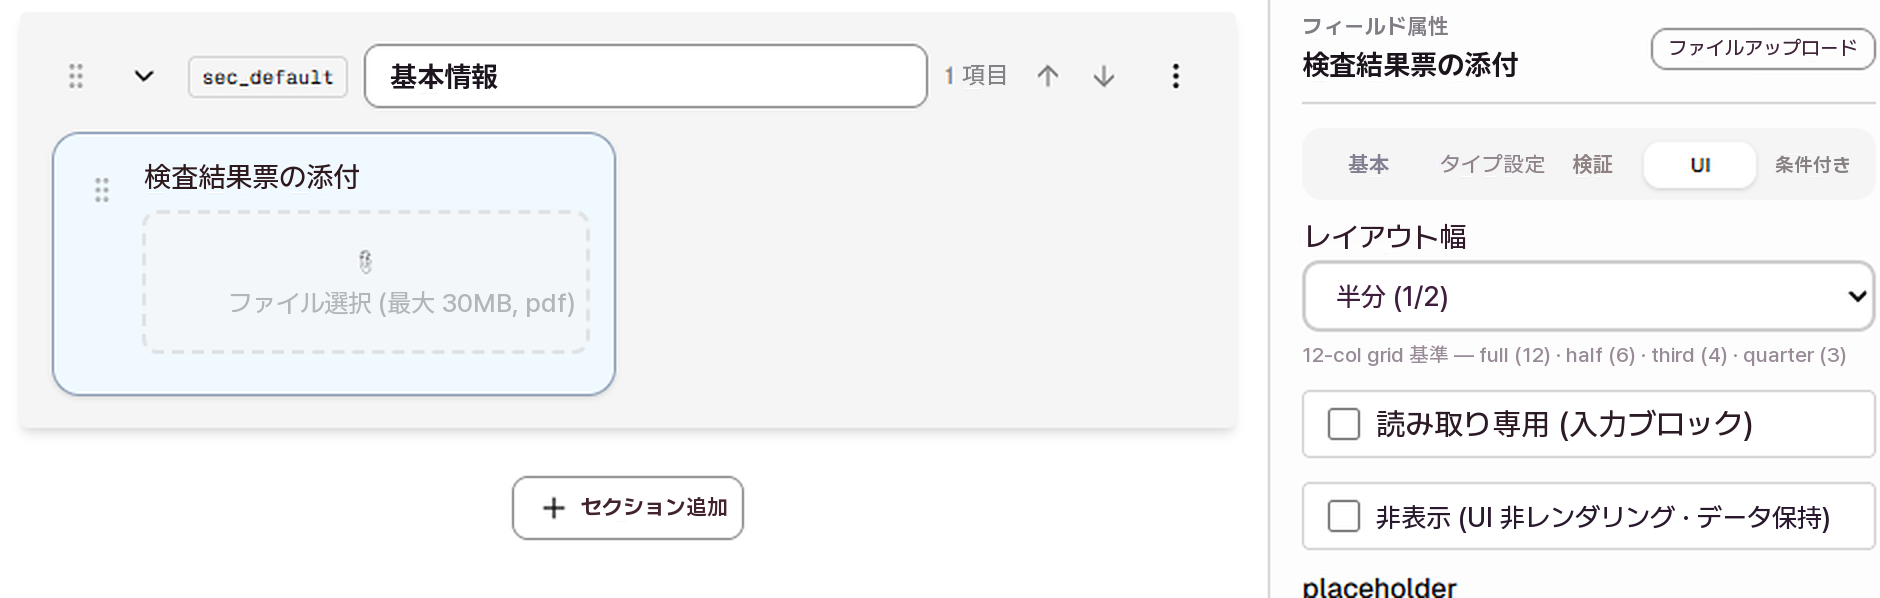 sec_default
基本情報
1 項目
検査結果票の添付
ファイル選択 (最大 30MB, pdf)
セクション追加
フィールド属性
検査結果票の添付
ファイルアップロード
基本
タイプ設定
検証
UI
条件付き
レイアウト幅
半分 (1/2)
12-col grid 基準 — full (12) · half (6) · third (4) · quarter (3)
読み取り専用 (入力ブロック)
非表示 (UI 非レンダリング · データ保持)
placeholder